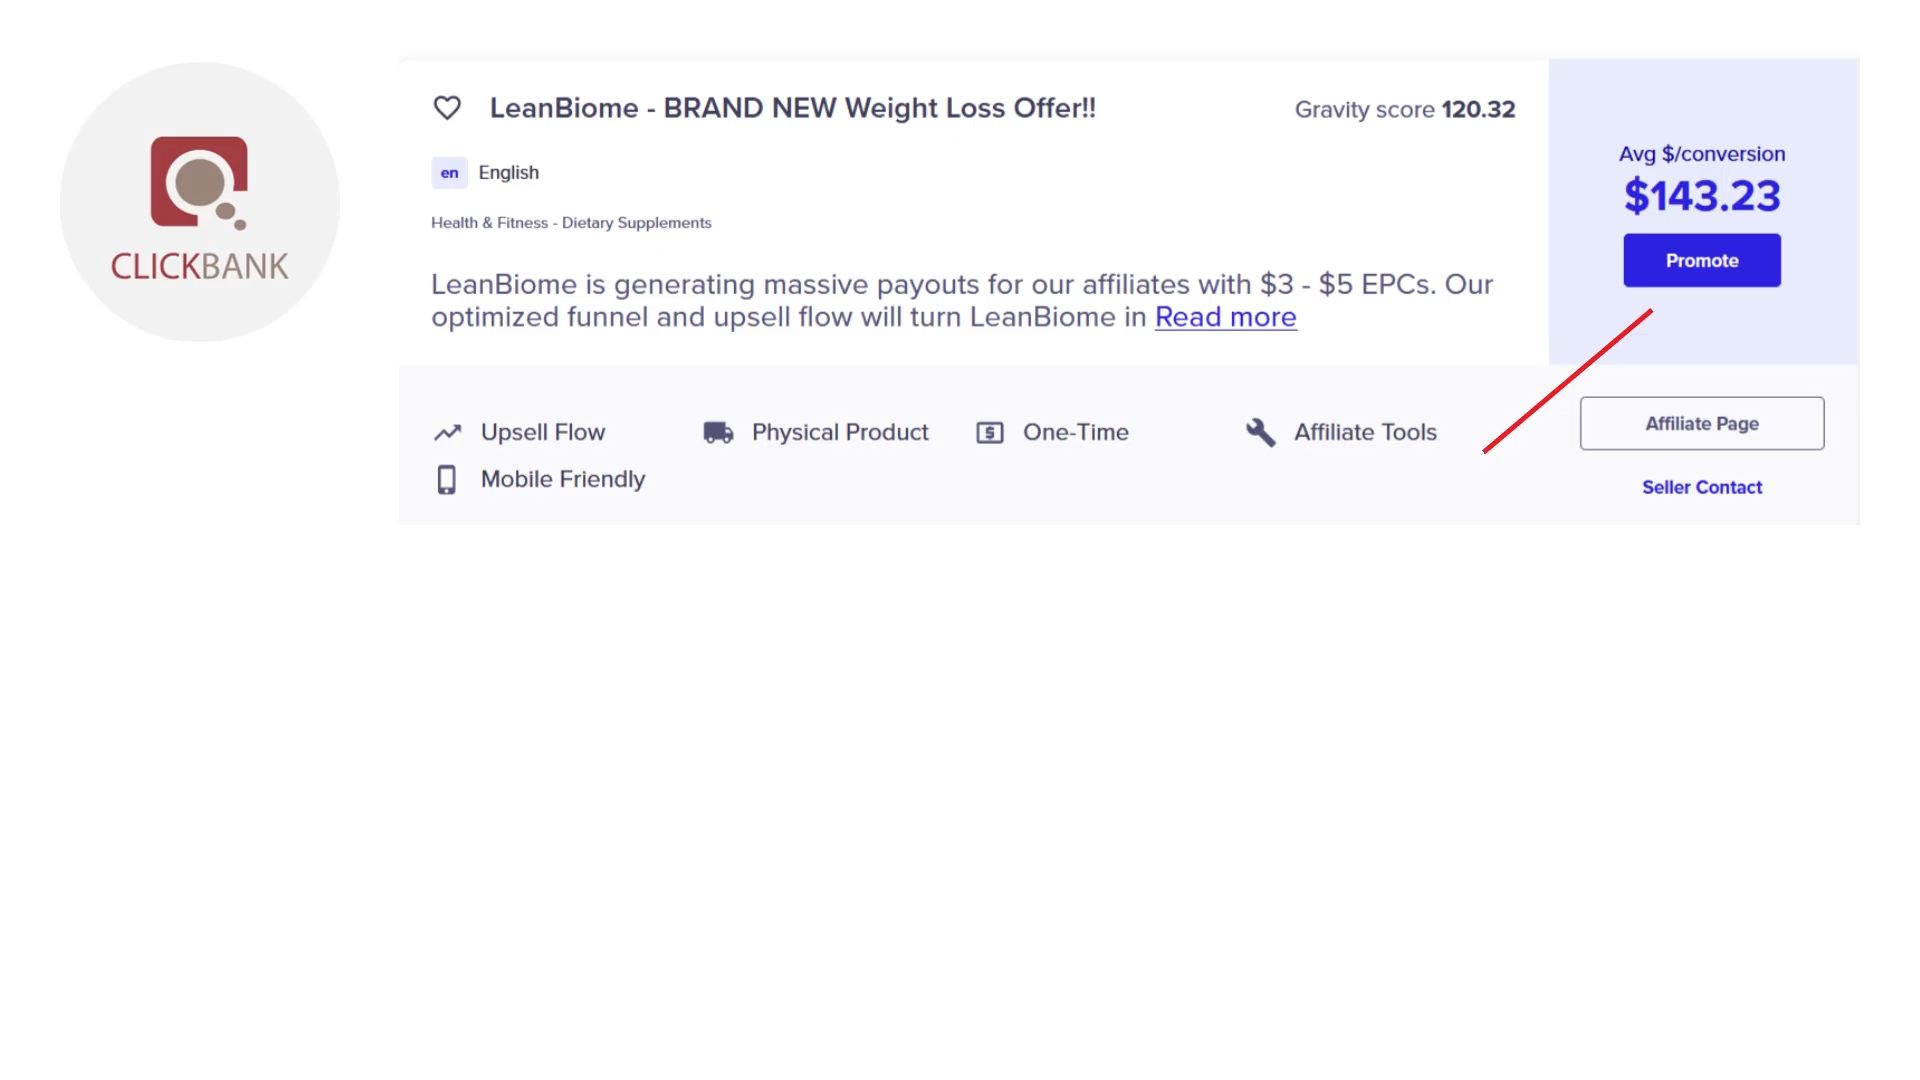 CLICKBANK
LeanBiome - BRAND NEW Weight Loss Offer!!
Gravity score 120.32
en English
Health & Fitness - Dietary Supplements
LeanBiome is generating massive payouts for our affiliates with $3 - $5 EPCs. Our
optimized funnel and upsell flow will turn LeanBiome in Read more
Avg $/conversion
$143.23
Promote
Upsell Flow
Physical Product
One-Time
Affiliate Tools
Mobile Friendly
Affiliate Page
Seller Contact